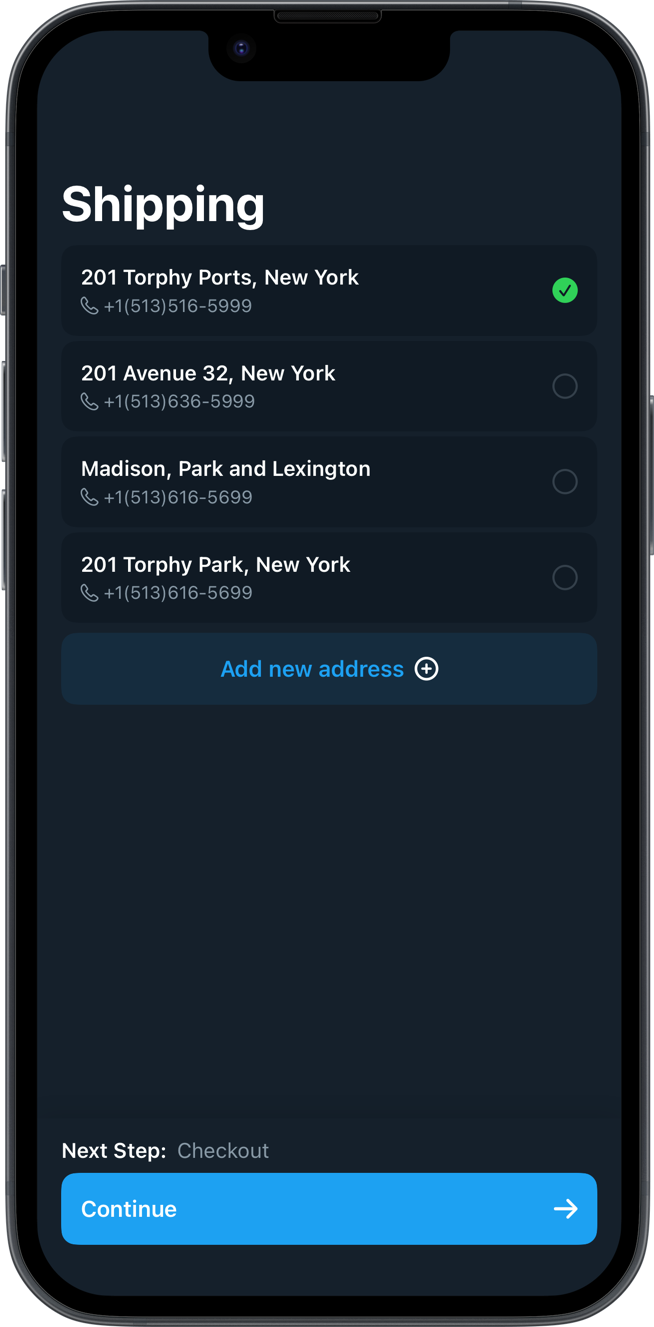 Shipping
201 Torphy Ports, New York
+1(513)516-5999
201 Avenue 32, New York
+1(513)636-5999
Madison, Park and Lexington
+1(513)616-5699
201 Torphy Park, New York
+1(513)616-5699
Add new address
Next Step: Checkout
Continue